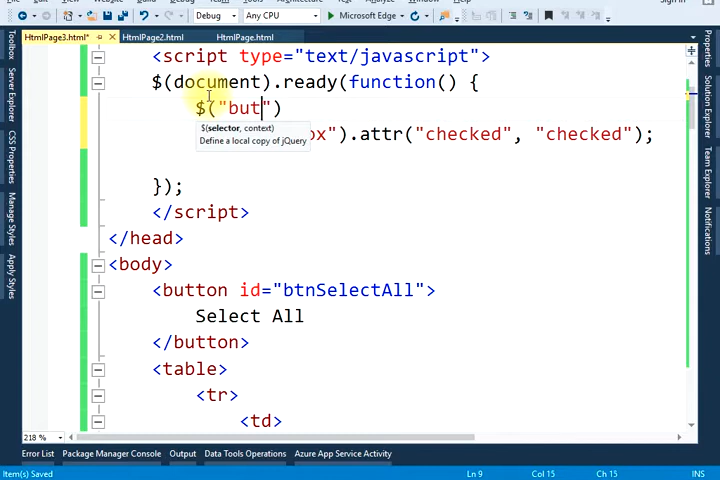 Debug
Any CPU
Microsoft Edge
HtmlPage3.html*
HtmlPage2.html
HtmlPage.html
Toolbox
Server Explorer
CSS Properties
Manage Styles
Apply Styles
<script type="text/javascript">
$(document).ready(function() {
$("but")
$(selector, context)
Define a local copy of jQuery
ox").attr("checked", "checked");
});
</script>
</head>
<body>
<button id="btnSelectAll">
Select All
</button>
<table>
<tr>
<td>
Solution Explorer
Properties
Team Explorer
Notifications
218 %
Error List
Package Manager Console
Output
Data Tools Operations
Azure App Service Activity
Item(s) Saved
Ln 9
Col 15
Ch 15
INS